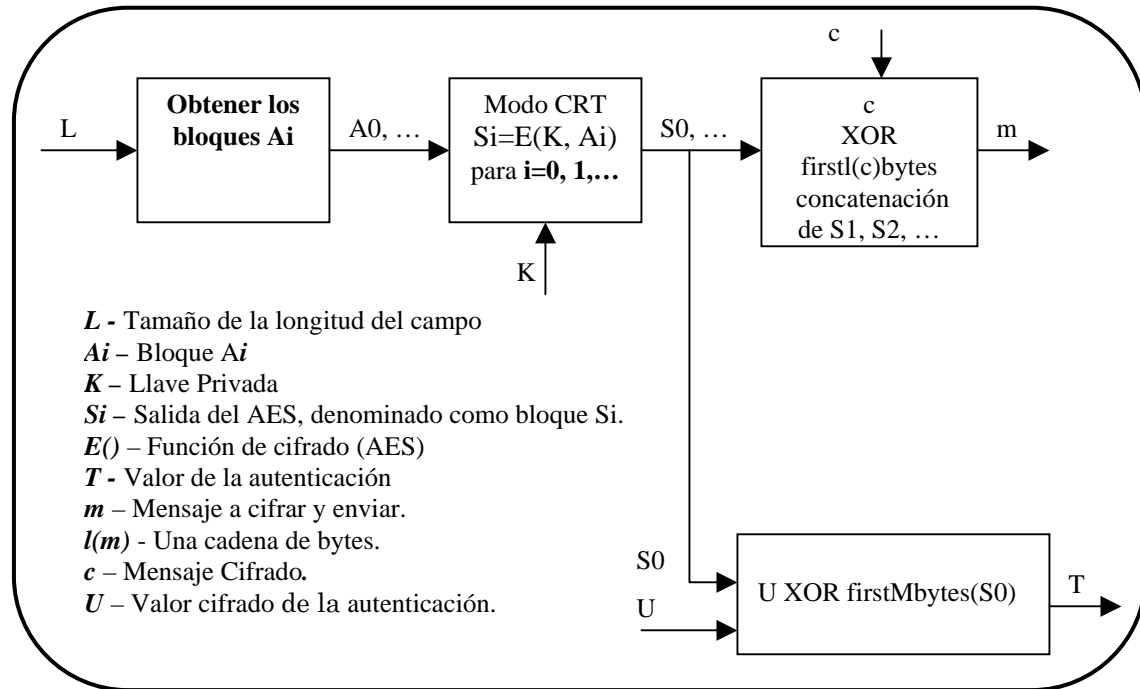 c
L
Obtener los
bloques Ai
A0, …
Modo CRT
Si=E(K, Ai)
para i=0, 1,…
K
S0, …
c
XOR
firstl(c)bytes
concatenación
de S1, S2, …
m
L - Tamaño de la longitud del campo
Ai – Bloque Ai
K – Llave Privada
Si – Salida del AES, denominado como bloque Si.
E() – Función de cifrado (AES)
T - Valor de la autenticación
m – Mensaje a cifrar y enviar.
l(m) - Una cadena de bytes.
c – Mensaje Cifrado.
U – Valor cifrado de la autenticación.
S0
U
U XOR firstMbytes(S0)
T